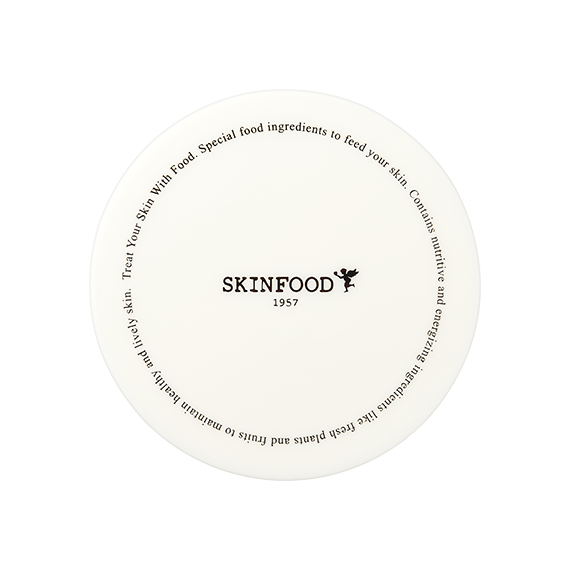 Treat Your Skin With Food. Special food ingredients to feed your skin. Contains nutritive and energizing ingredients like fresh plants and fruits to maintain healthy and lively skin.
SKINFOOD
1957